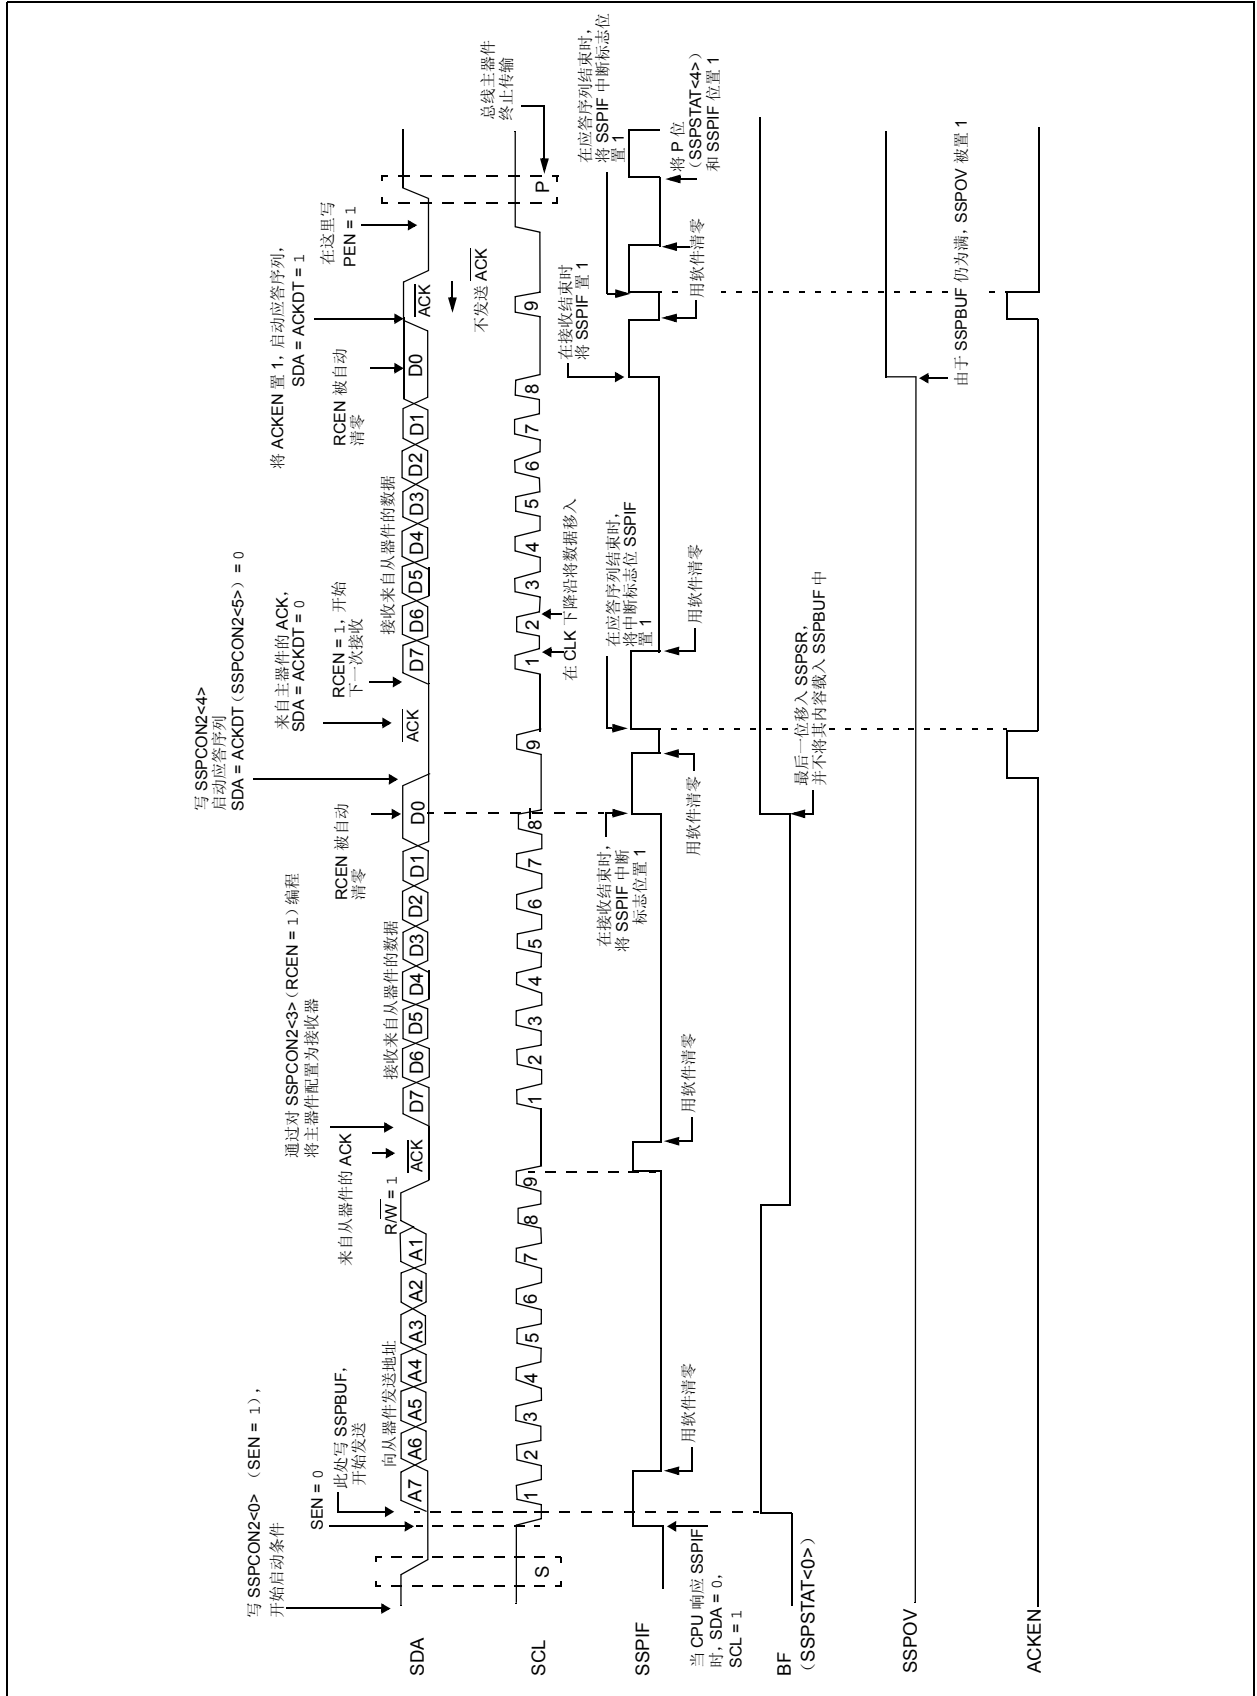 写 SSPCON2<0> （SEN = 1），
开始启动条件
SEN = 0
此处写 SSPBUF，
开始发送
向从器件发送地址
来自从器件的 ACK
通过对 SSPCON2<3>（RCEN = 1）编程
将主器件配置为接收器
接收来自从器件的数据
RCEN 被自动
清零
写 SSPCON2<4>
启动应答序列
SDA = ACKDT（SSPCON2<5>）= 0
来自主器件的 ACK，
SDA = ACKDT = 0
RCEN = 1，开始
下一次接收
接收来自从器件的数据
RCEN 被自动
清零
将 ACKEN 置 1，启动应答序列，
SDA = ACKDT = 1
在这里写
PEN = 1
R/W = 1
SDA
A7 A6 A5 A4 A3 A2 A1 ACK D7 D6 D5 D4 D3 D2 D1 D0 ACK D7 D6 D5 D4 D3 D2 D1 D0 ACK
不发送 ACK
总线主器件
终止传输
SCL
S 1 2 3 4 5 6 7 8 9 1 2 3 4 5 6 7 8 9 1 2 3 4 5 6 7 8 9 P
在 CLK 下降沿将数据移入
在接收结束时，
将 SSPIF 中断
标志位置 1
在应答序列结束时，
将中断标志位 SSPIF
置 1
在接收结束时
将 SSPIF 置 1
在应答序列结束时，
将 SSPIF 中断标志位
置 1
SSPIF
当 CPU 响应 SSPIF
时，SDA = 0，
SCL = 1
用软件清零
用软件清零
用软件清零
用软件清零
用软件清零
用软件清零
将 P 位
（SSPSTAT<4>）
和 SSPIF 位置 1
BF
（SSPSTAT<0>）
最后一位移入 SSPSR，
并不将其内容载入 SSPBUF 中
SSPOV
由于 SSPBUF 仍为满，SSPOV 被置 1
ACKEN